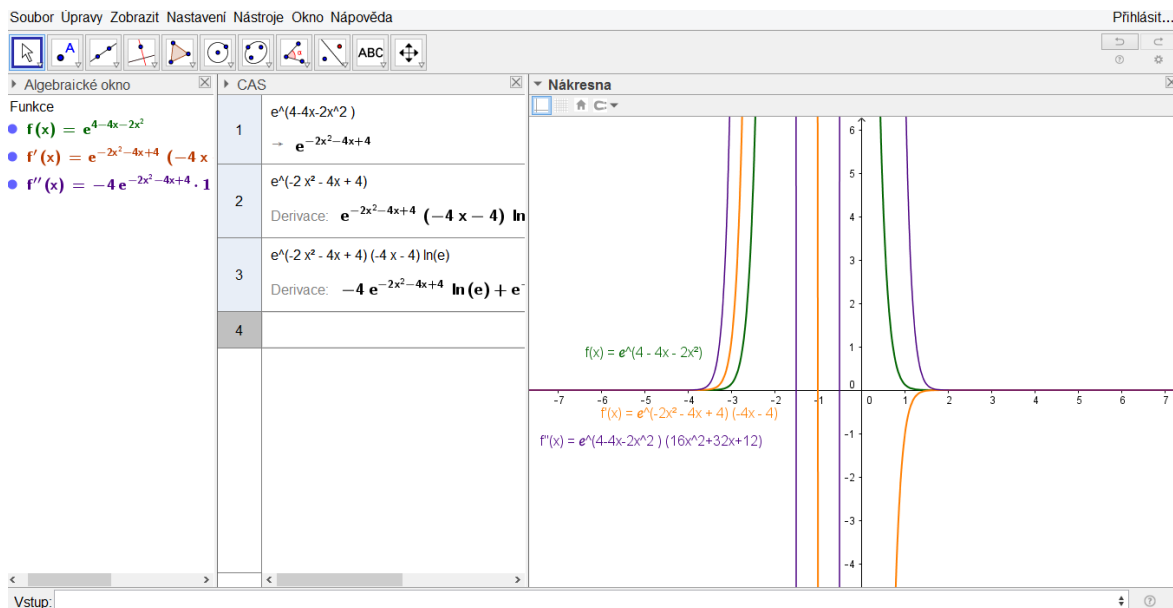 Soubor Úpravy Zobrazit Nastavení Nástroje Okno Nápověda Přihlásit...
A α ABC
Algebraické okno CAS Nákresna
Funkce
f(x) = e^(4−4x−2x²)
f′(x) = e^(−2x²−4x+4) (−4 x
f″(x) = −4 e^(−2x²−4x+4) · 1
1
e^(4-4x-2x^2 )
→ e^(−2x²−4x+4)
2
e^(-2 x² - 4x + 4)
Derivace: e^(−2x²−4x+4) (−4 x − 4) ln
3
e^(-2 x² - 4x + 4) (-4 x - 4) ln(e)
Derivace: −4 e^(−2x²−4x+4) ln (e) + e
4
6
5
4
3
2
1
0
-7 -6 -5 -4 -3 -2 -1 0 1 2 3 4 5 6 7
-1
-2
-3
-4
f(x) = e^(4 - 4x - 2x²)
f'(x) = e^(-2x² - 4x + 4) (-4x - 4)
f''(x) = e^(4-4x-2x^2 ) (16x^2+32x+12)
Vstup: